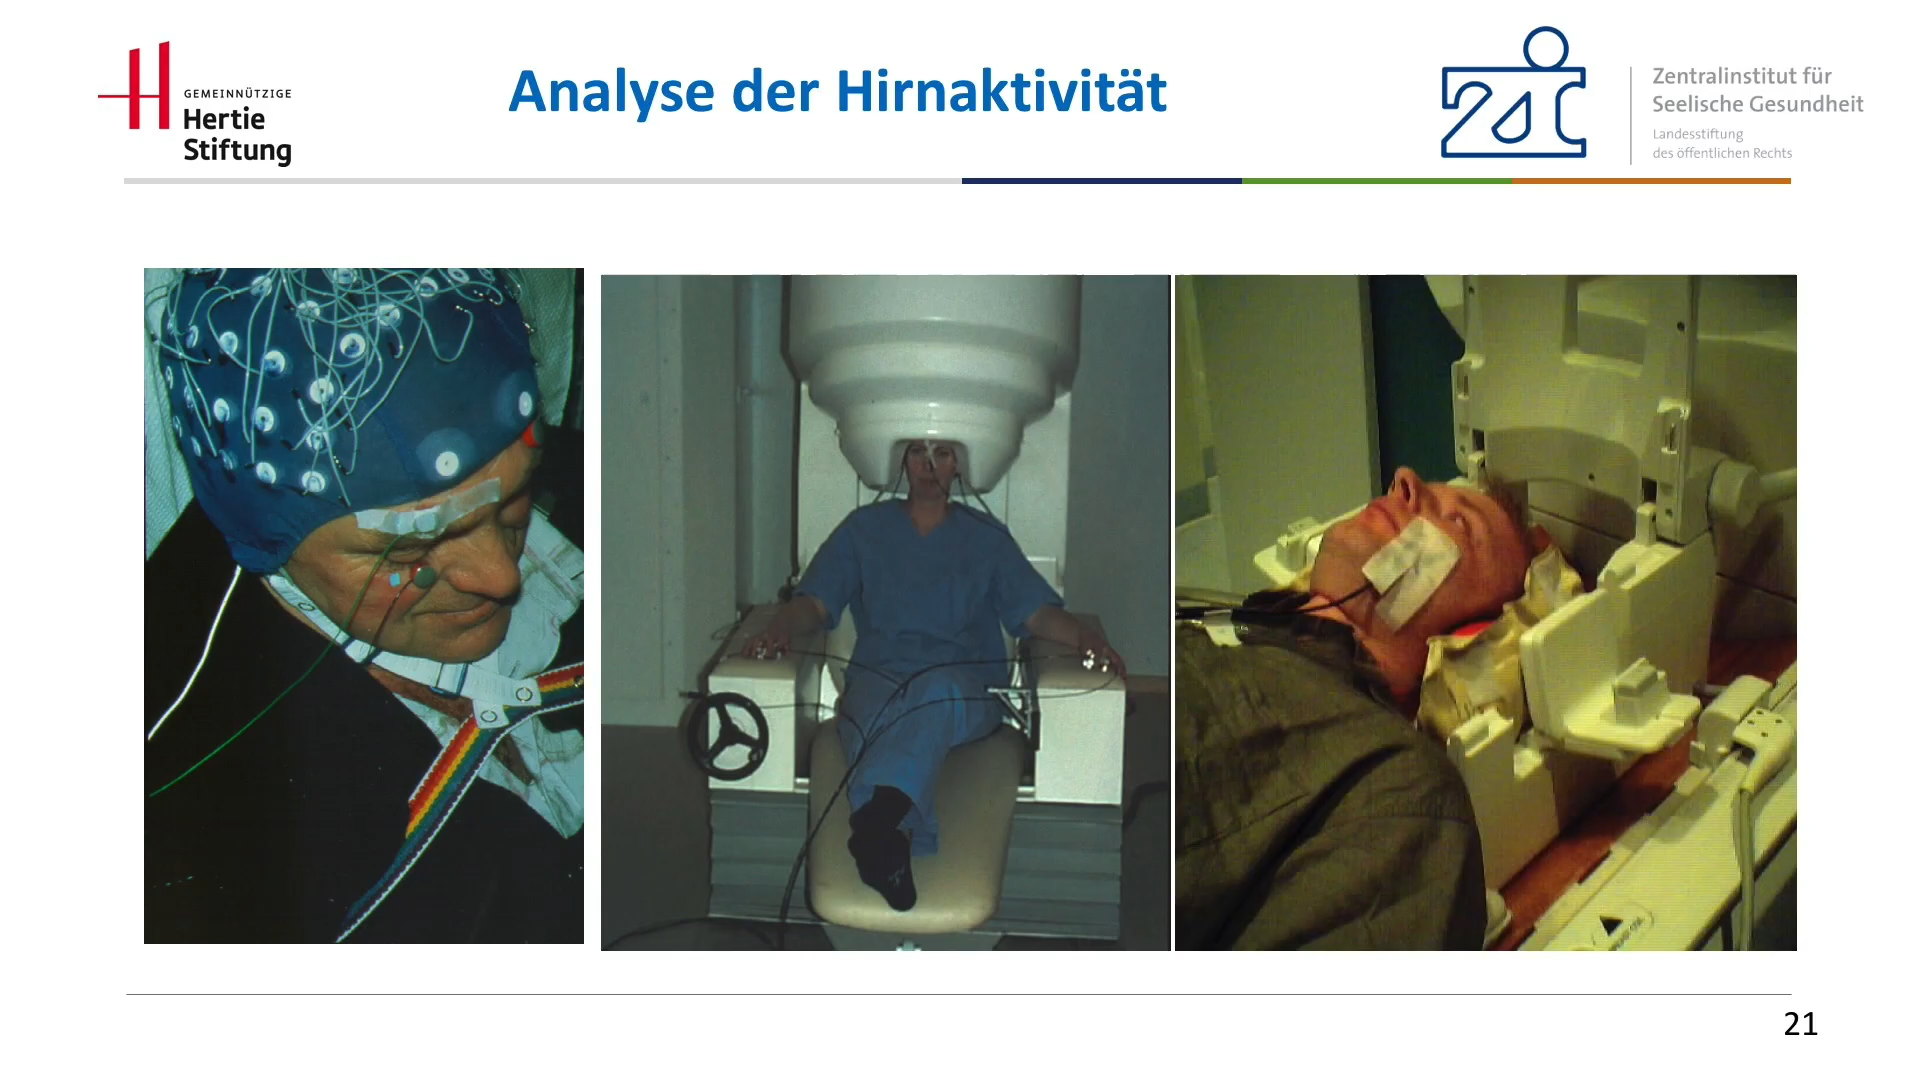 GEMEINNÜTZIGE
Hertie
Stiftung
Analyse der Hirnaktivität
Zentralinstitut für
Seelische Gesundheit
Landesstiftung
des öffentlichen Rechts
21